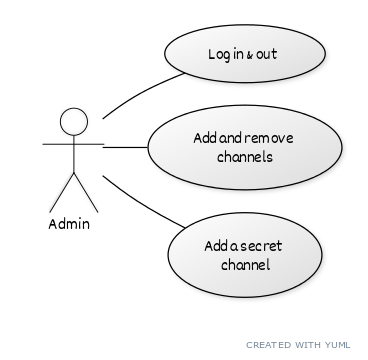 Log in & out
Add and remove
channels
Admin
Add a secret
channel
CREATED WITH YUML